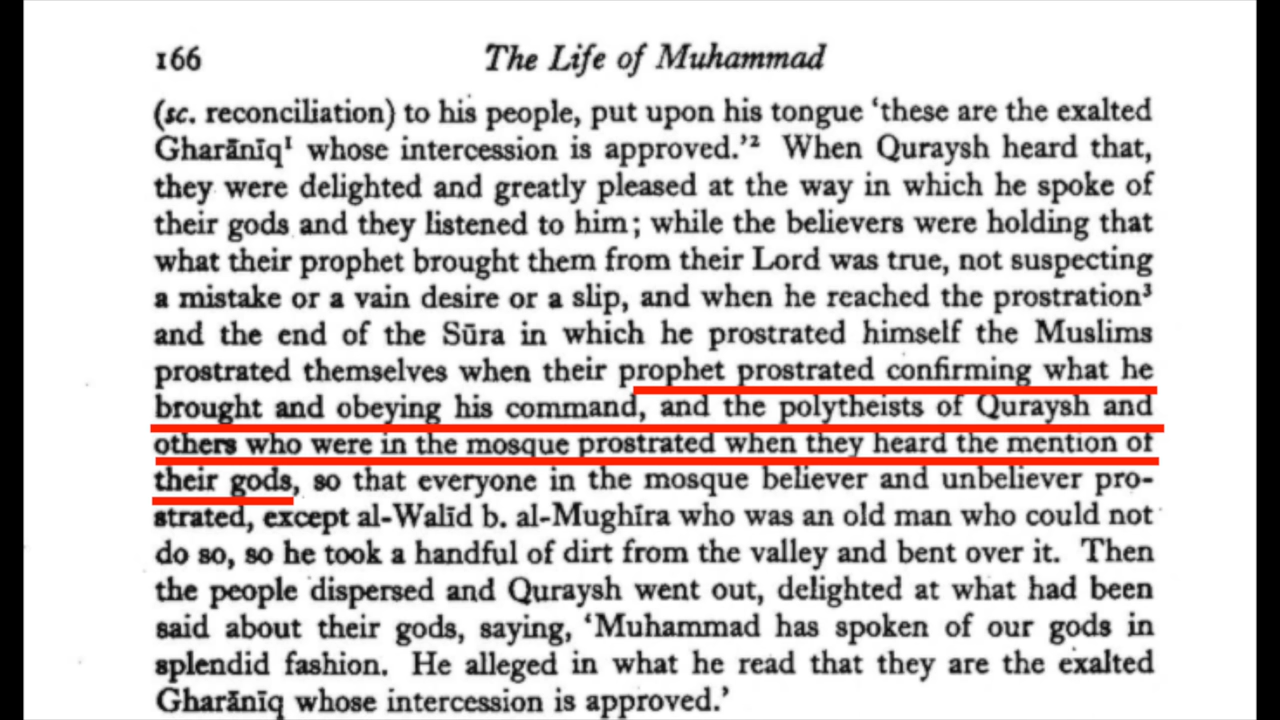 166 The Life of Muhammad
(sc. reconciliation) to his people, put upon his tongue ‘these are the exalted
Gharānīq¹ whose intercession is approved.’² When Quraysh heard that,
they were delighted and greatly pleased at the way in which he spoke of
their gods and they listened to him; while the believers were holding that
what their prophet brought them from their Lord was true, not suspecting
a mistake or a vain desire or a slip, and when he reached the prostration³
and the end of the Sūra in which he prostrated himself the Muslims
prostrated themselves when their prophet prostrated confirming what he
brought and obeying his command, and the polytheists of Quraysh and
others who were in the mosque prostrated when they heard the mention of
their gods, so that everyone in the mosque believer and unbeliever pro-
strated, except al-Walīd b. al-Mughīra who was an old man who could not
do so, so he took a handful of dirt from the valley and bent over it. Then
the people dispersed and Quraysh went out, delighted at what had been
said about their gods, saying, ‘Muhammad has spoken of our gods in
splendid fashion. He alleged in what he read that they are the exalted
Gharānīq whose intercession is approved.’